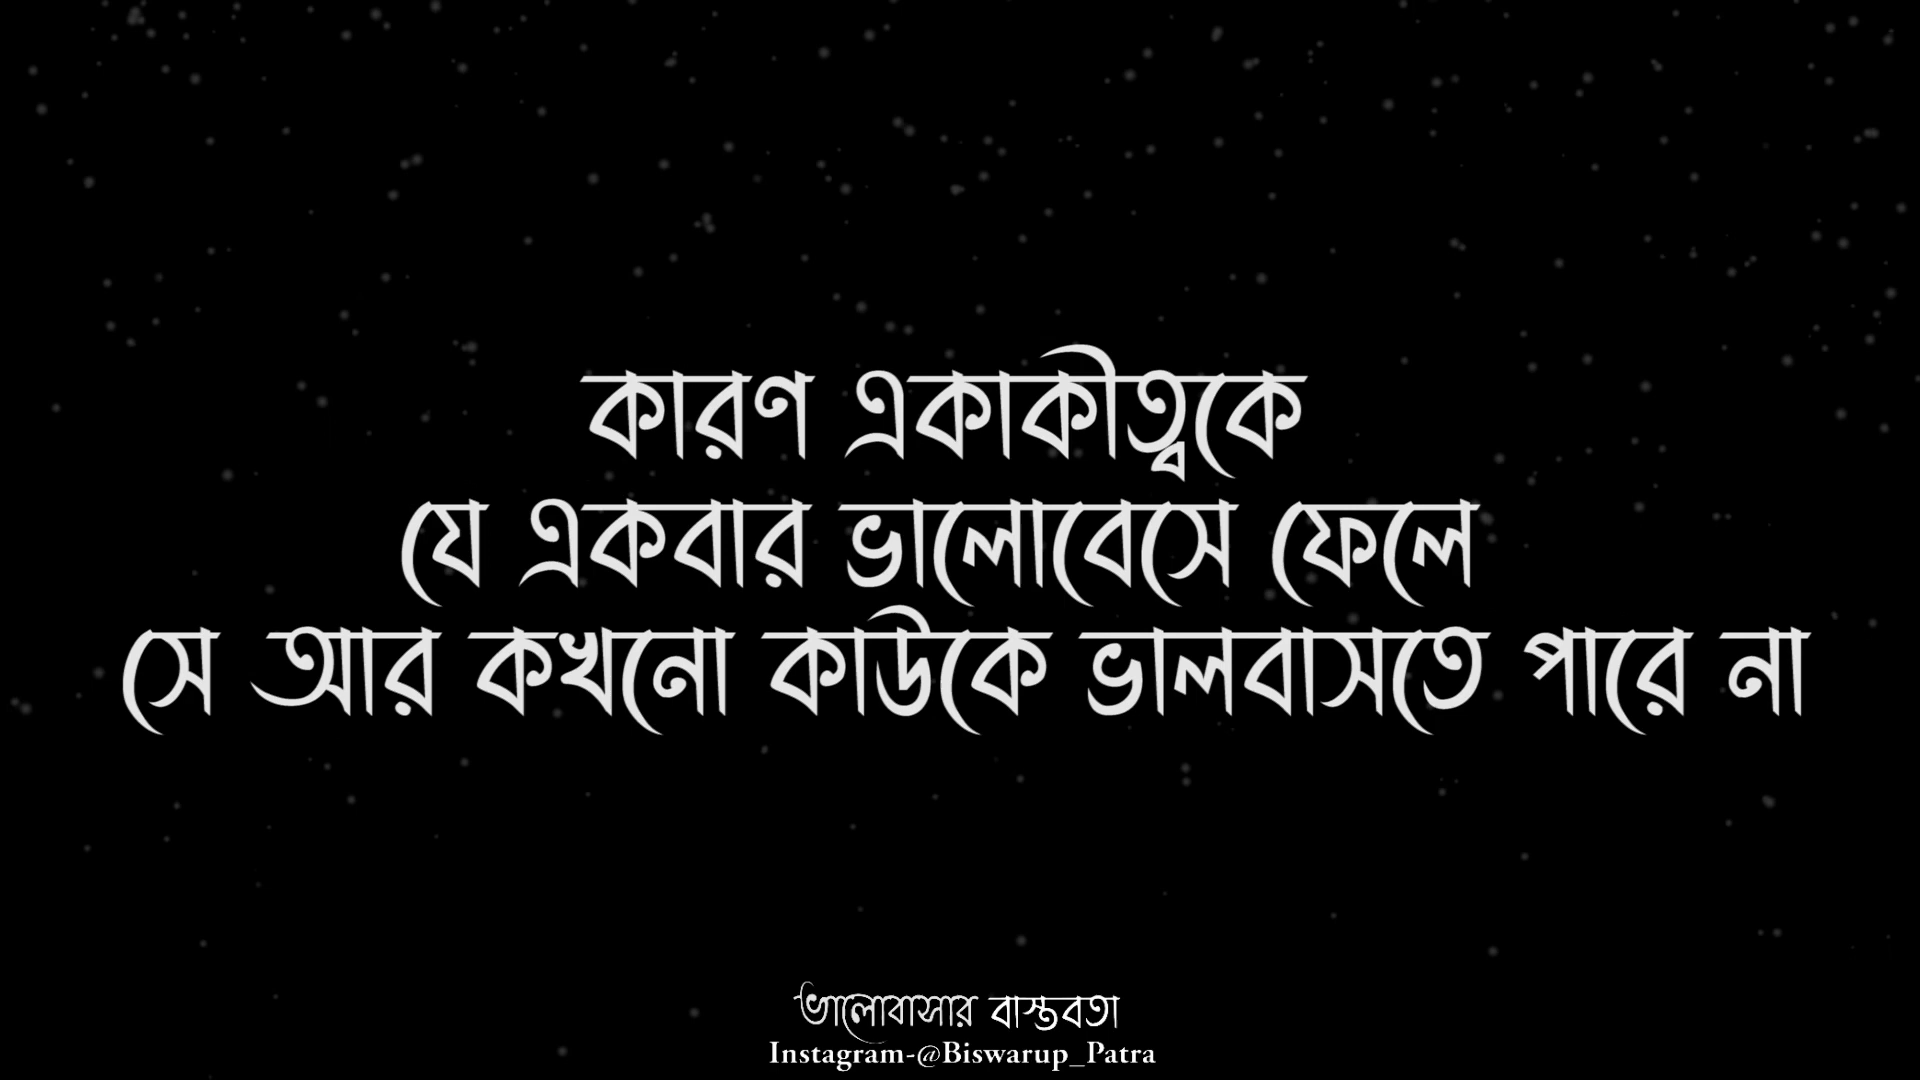 কারণ একাকীত্বকে
যে একবার ভালোবেসে ফেলে
সে আর কখনো কাউকে ভালবাসতে পারে না
ভালোবাসার বাস্তবতা
Instagram-@Biswarup_Patra